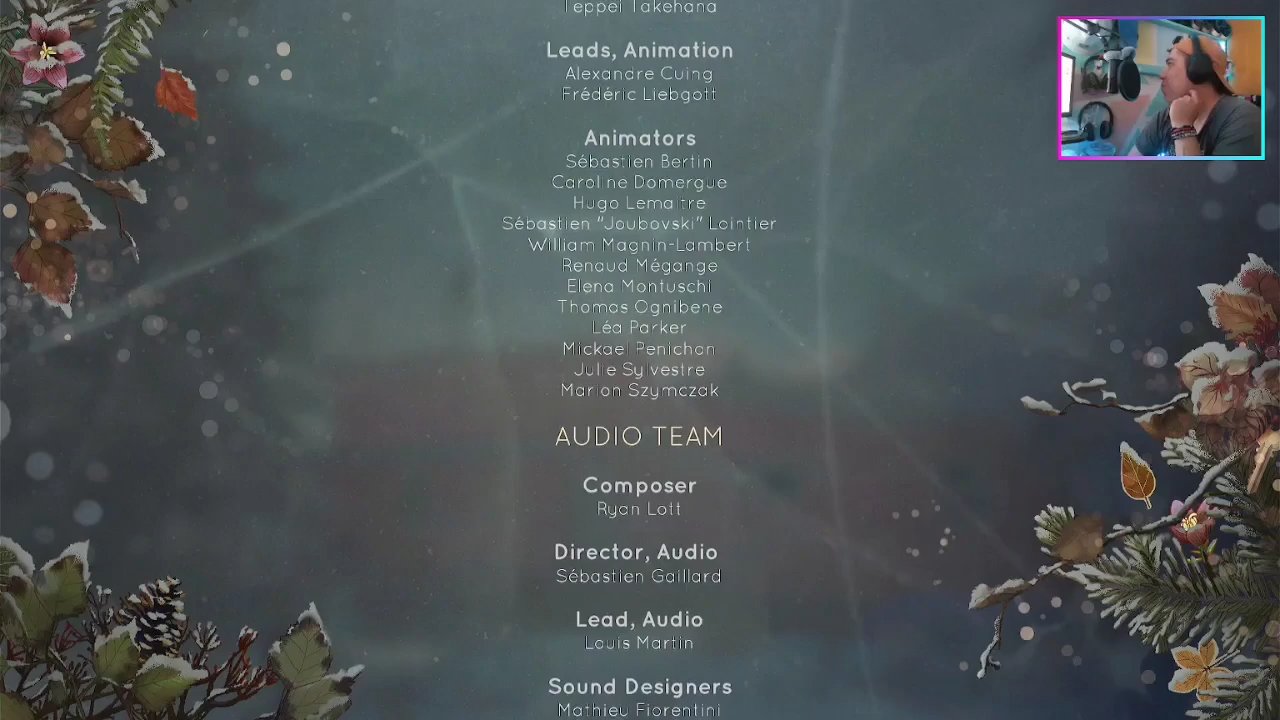 Teppei Takehana
Leads, Animation
Alexandre Cuing
Frédéric Liebgott
Animators
Sébastien Bertin
Caroline Domergue
Hugo Lemaitre
Sébastien "Joubovski" Lointier
William Magnin-Lambert
Renaud Mégange
Elena Montuschi
Thomas Ognibene
Léa Parker
Mickael Penichon
Julie Sylvestre
Marion Szymczak
AUDIO TEAM
Composer
Ryan Lott
Director, Audio
Sébastien Gaillard
Lead, Audio
Louis Martin
Sound Designers
Mathieu Fiorentini